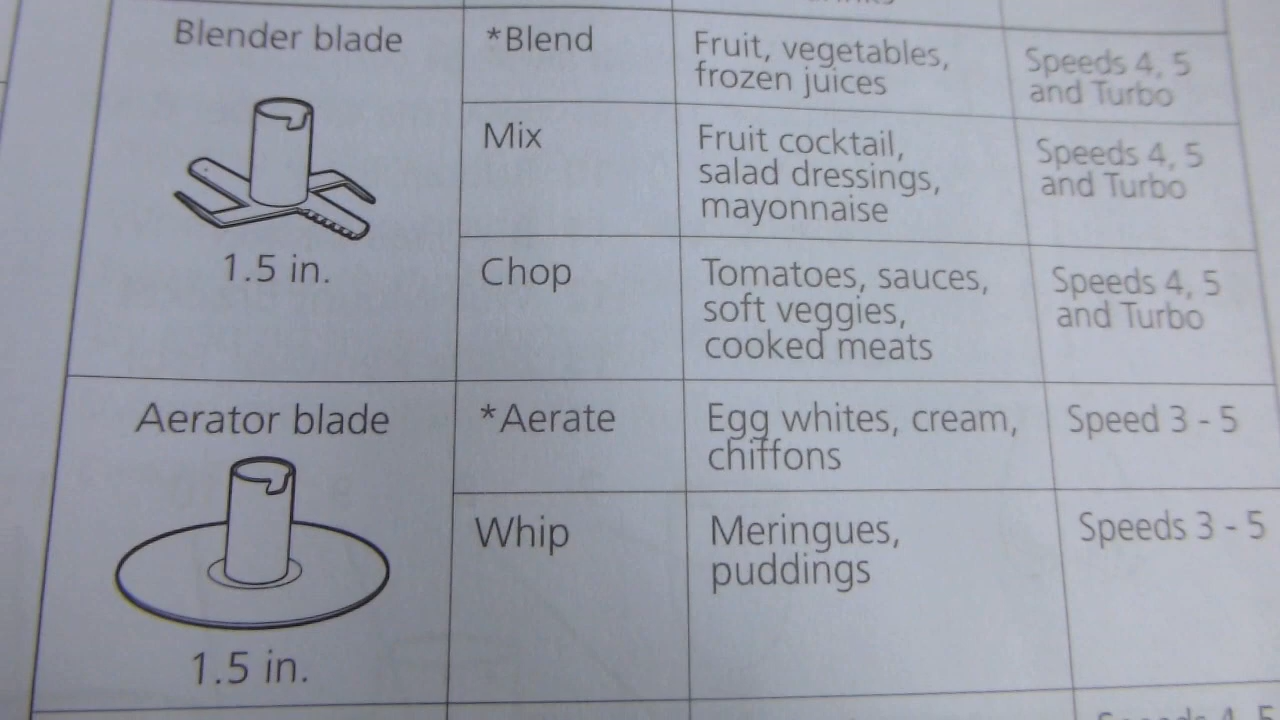 Blender blade
1.5 in.
*Blend
Fruit, vegetables,
frozen juices
Speeds 4, 5
and Turbo
Mix
Fruit cocktail,
salad dressings,
mayonnaise
Speeds 4, 5
and Turbo
Chop
Tomatoes, sauces,
soft veggies,
cooked meats
Speeds 4, 5
and Turbo
Aerator blade
1.5 in.
*Aerate
Egg whites, cream,
chiffons
Speed 3 - 5
Whip
Meringues,
puddings
Speeds 3 - 5